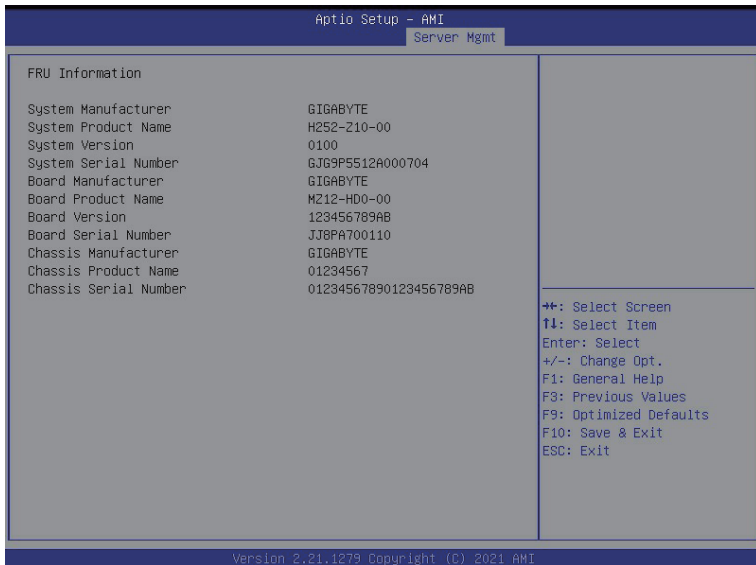 Aptio Setup – AMI
Server Mgmt
FRU Information
System Manufacturer GIGABYTE
System Product Name H252-Z10-00
System Version 0100
System Serial Number GJG9P5512A000704
Board Manufacturer GIGABYTE
Board Product Name MZ12-HD0-00
Board Version 123456789AB
Board Serial Number JJ8PA700110
Chassis Manufacturer GIGABYTE
Chassis Product Name 01234567
Chassis Serial Number 01234567890123456789AB
→←: Select Screen
↑↓: Select Item
Enter: Select
+/-: Change Opt.
F1: General Help
F3: Previous Values
F9: Optimized Defaults
F10: Save & Exit
ESC: Exit
Version 2.21.1279 Copyright (C) 2021 AMI